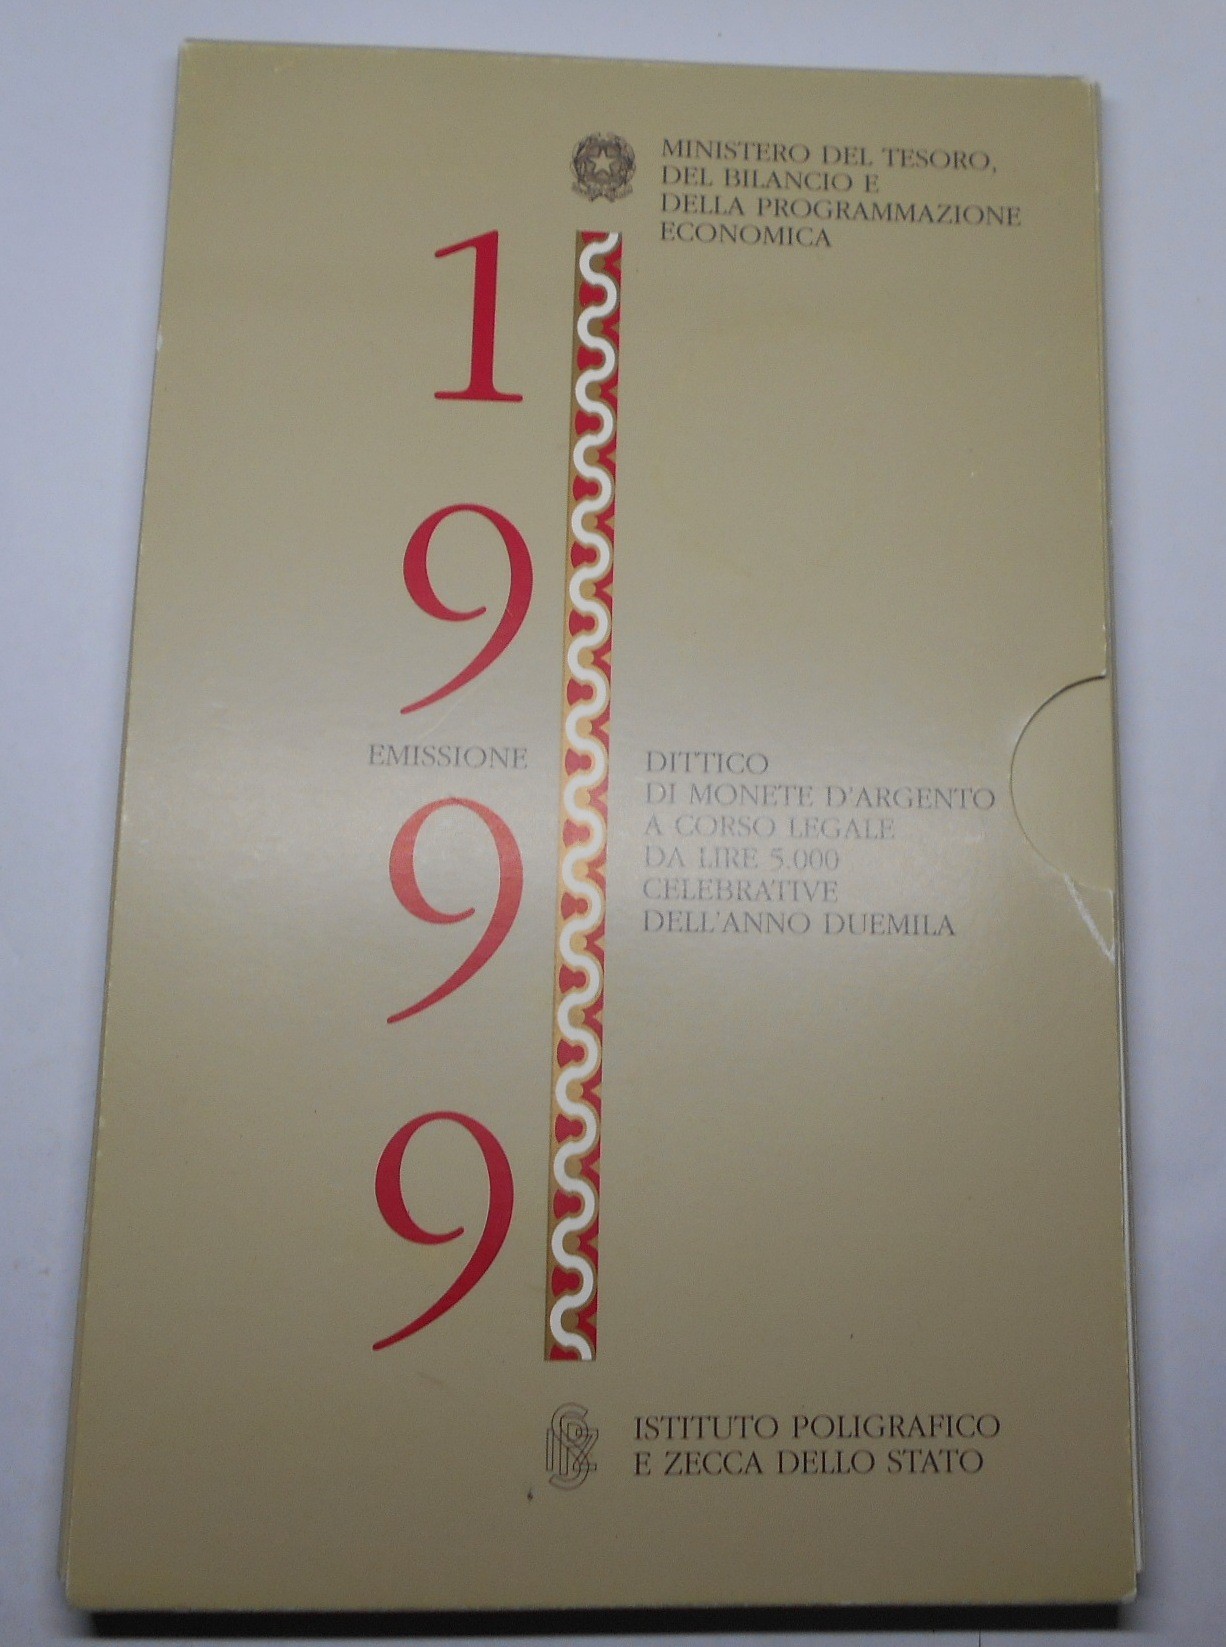 MINISTERO DEL TESORO,
DEL BILANCIO E
DELLA PROGRAMMAZIONE
ECONOMICA
1
9
9
9
EMISSIONE
DITTICO
DI MONETE D'ARGENTO
A CORSO LEGALE
DA LIRE 5.000
CELEBRATIVE
DELL'ANNO DUEMILA
ISTITUTO POLIGRAFICO
E ZECCA DELLO STATO